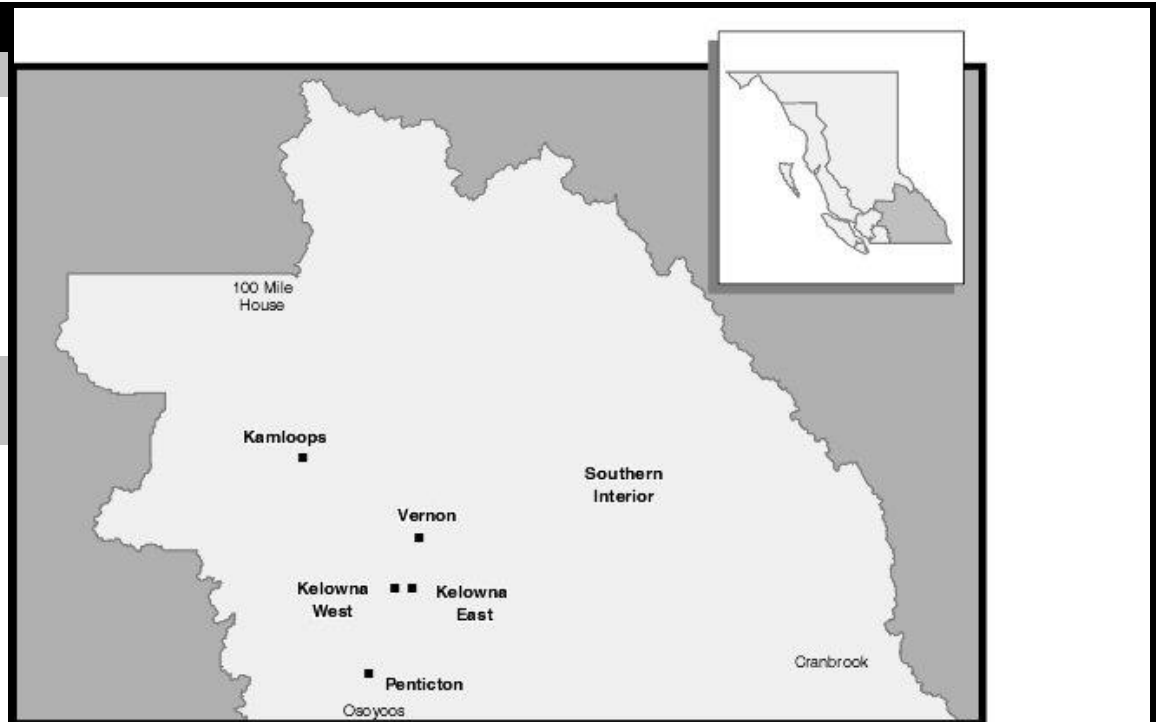 100 Mile
House
Kamloops
Southern
Interior
Vernon
Kelowna
West
Kelowna
East
Cranbrook
Penticton
Osoyoos